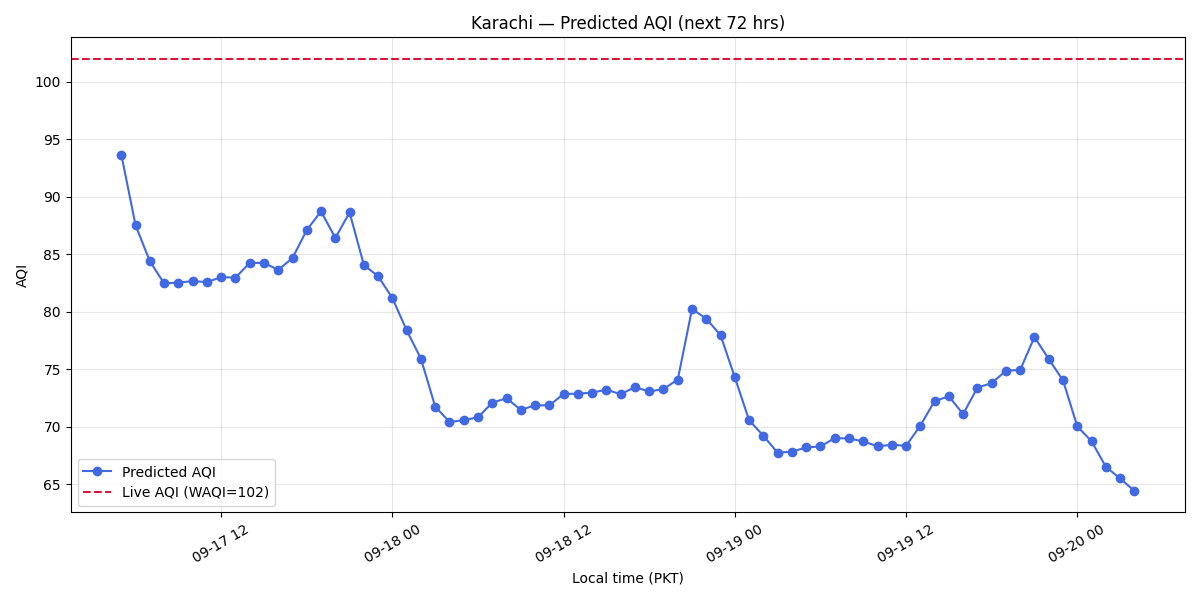 Karachi — Predicted AQI (next 72 hrs)
AQI
100
95
90
85
80
75
70
65
Predicted AQI
Live AQI (WAQI=102)
09-17 12
09-18 00
09-18 12
09-19 00
09-19 12
09-20 00
Local time (PKT)